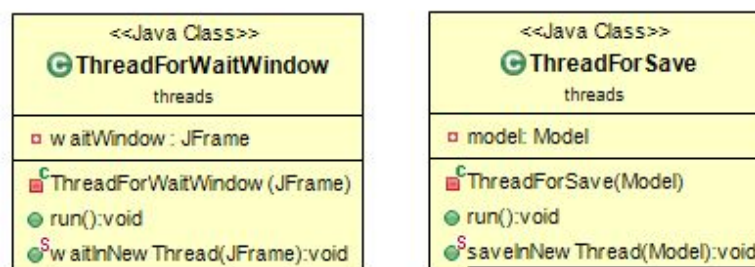 <<Java Class>>
ThreadForWaitWindow
threads
waitWindow: JFrame
ThreadForWaitWindow(JFrame)
run():void
waitInNewThread(JFrame):void
<<Java Class>>
ThreadForSave
threads
model: Model
ThreadForSave(Model)
run():void
saveInNewThread(Model):void